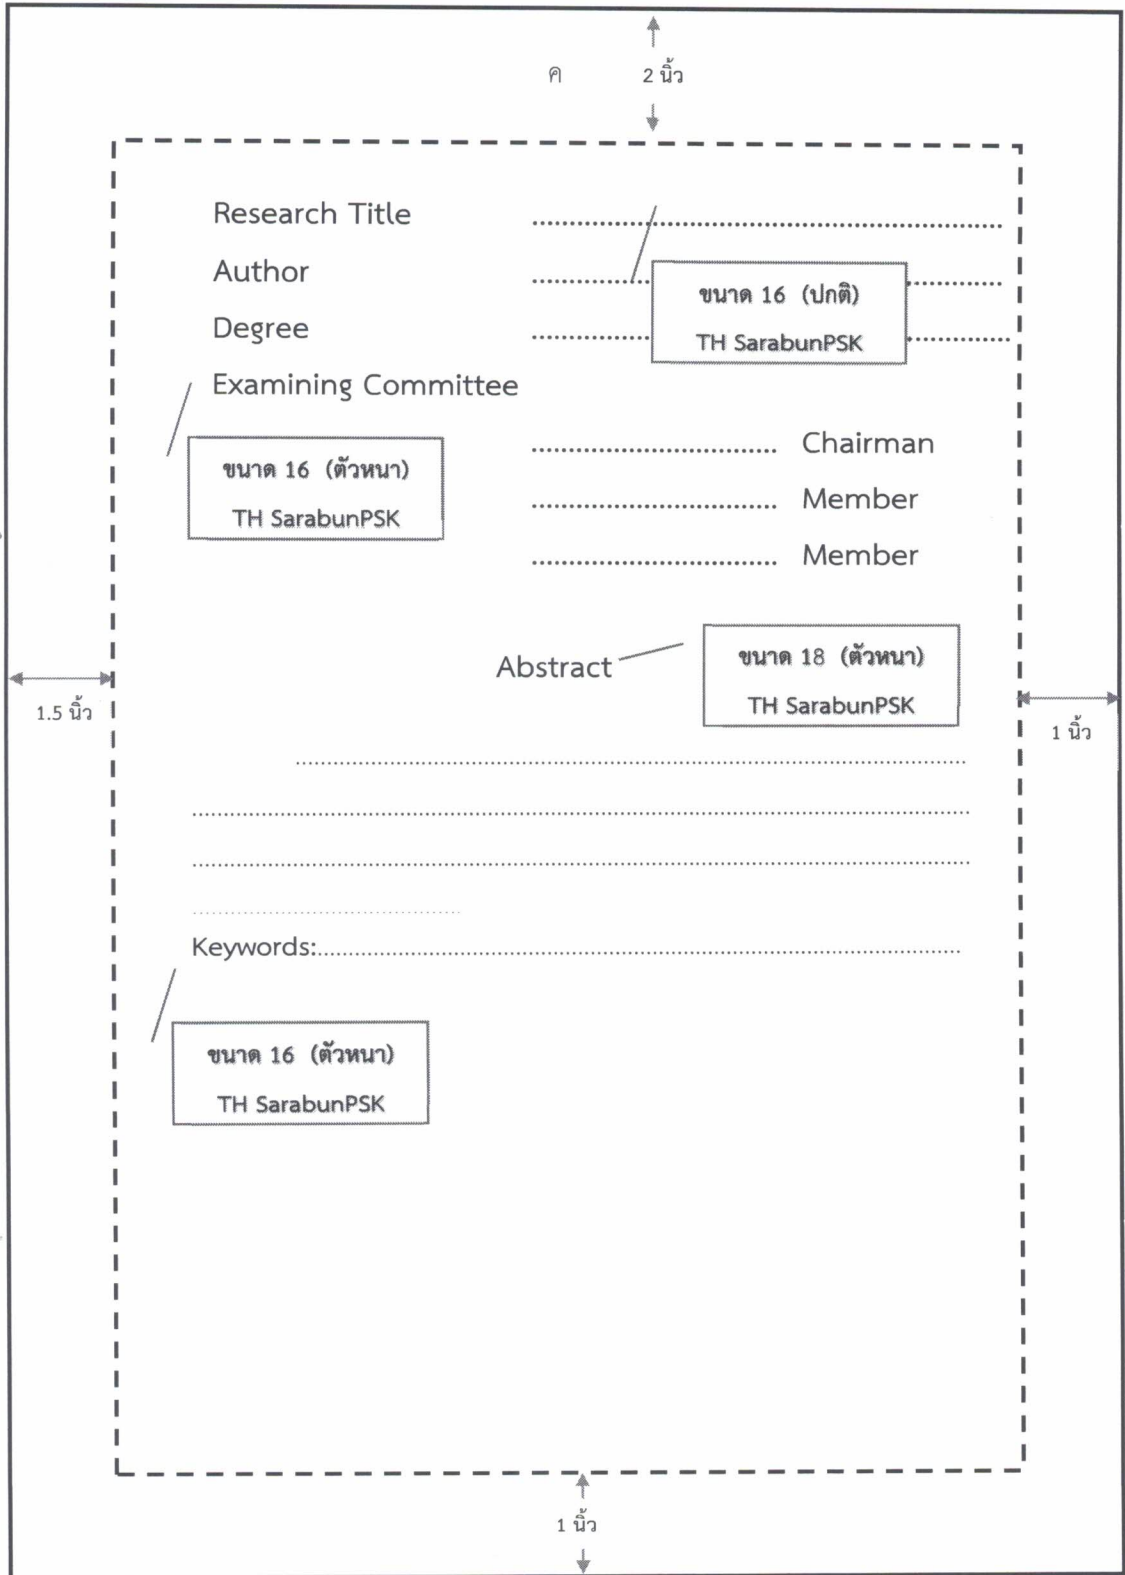 ค 2 นิ้ว
Research Title ............................................................
Author ............................................................
ขนาด 16 (ปกติ)
Degree ............................................................
TH SarabunPSK
Examining Committee
............................... Chairman
ขนาด 16 (ตัวหนา)
TH SarabunPSK
............................... Member
............................... Member
Abstract
ขนาด 18 (ตัวหนา)
TH SarabunPSK
1.5 นิ้ว
1 นิ้ว
Keywords:............................................................
ขนาด 16 (ตัวหนา)
TH SarabunPSK
1 นิ้ว